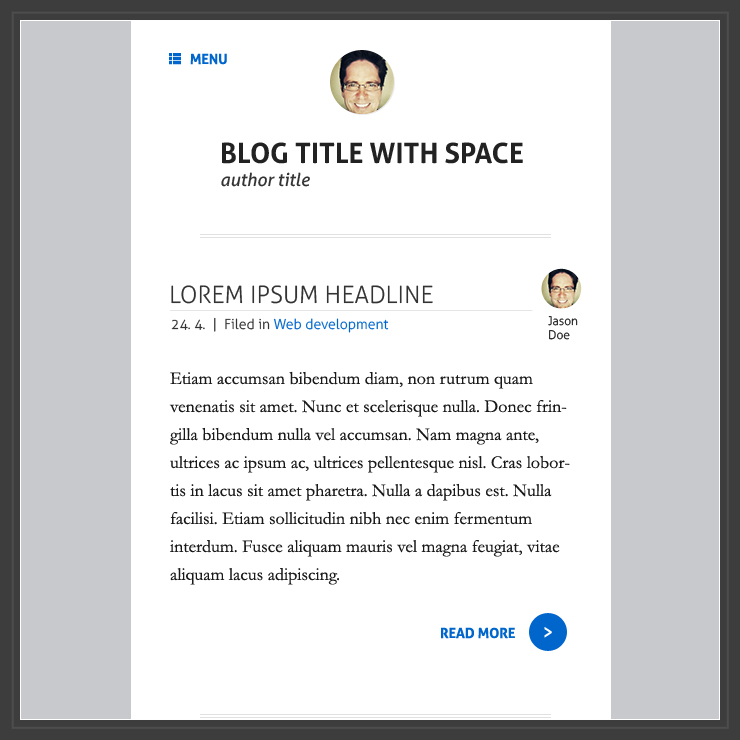 MENU
BLOG TITLE WITH SPACE
author title
LOREM IPSUM HEADLINE
24. 4. | Filed in Web development
Jason
Doe
Etiam accumsan bibendum diam, non rutrum quam
venenatis sit amet. Nunc et scelerisque nulla. Donec frin-
gilla bibendum nulla vel accumsan. Nam magna ante,
ultrices ac ipsum ac, ultrices pellentesque nisl. Cras lobor-
tis in lacus sit amet pharetra. Nulla a dapibus est. Nulla
facilisi. Etiam sollicitudin nibh nec enim fermentum
interdum. Fusce aliquam mauris vel magna feugiat, vitae
aliquam lacus adipiscing.
READ MORE >